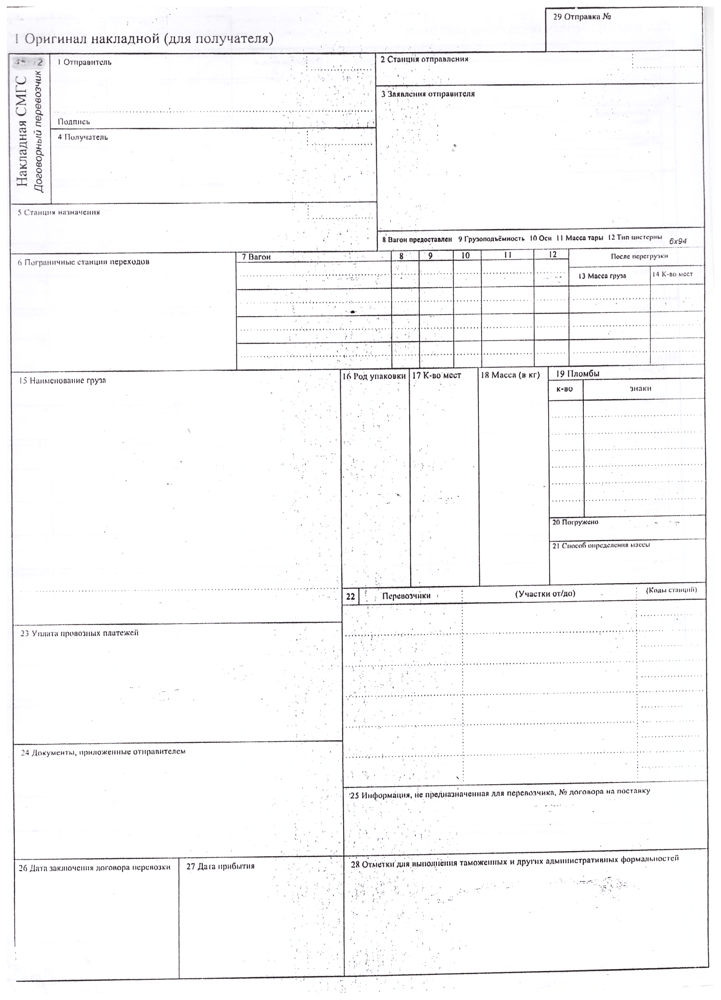 29 Отправка №
1 Оригинал накладной (для получателя)
Накладная СМГС
Договорный перевозчик
1 Отправитель
Подпись
2 Станция отправления
3 Заявления отправителя
4 Получатель
5 Станция назначения
8 Вагон предоставлен 9 Грузоподъёмность 10 Оси 11 Масса тары 12 Тип цистерны 6x94
6 Пограничные станции переходов
7 Вагон 8 9 10 11 12 После перегрузки
13 Масса груза 14 К-во мест
15 Наименование груза
16 Род упаковки 17 К-во мест 18 Масса (в кг) 19 Пломбы
к-во знаки
20 Погружено
21 Способ определения массы
22 Перевозчики (Участки от/до) (Коды станций)
23 Уплата провозных платежей
24 Документы, приложенные отправителем
25 Информация, не предназначенная для перевозчика, № договора на поставку
26 Дата заключения договора перевозки
27 Дата прибытия
28 Отметки для выполнения таможенных и других административных формальностей